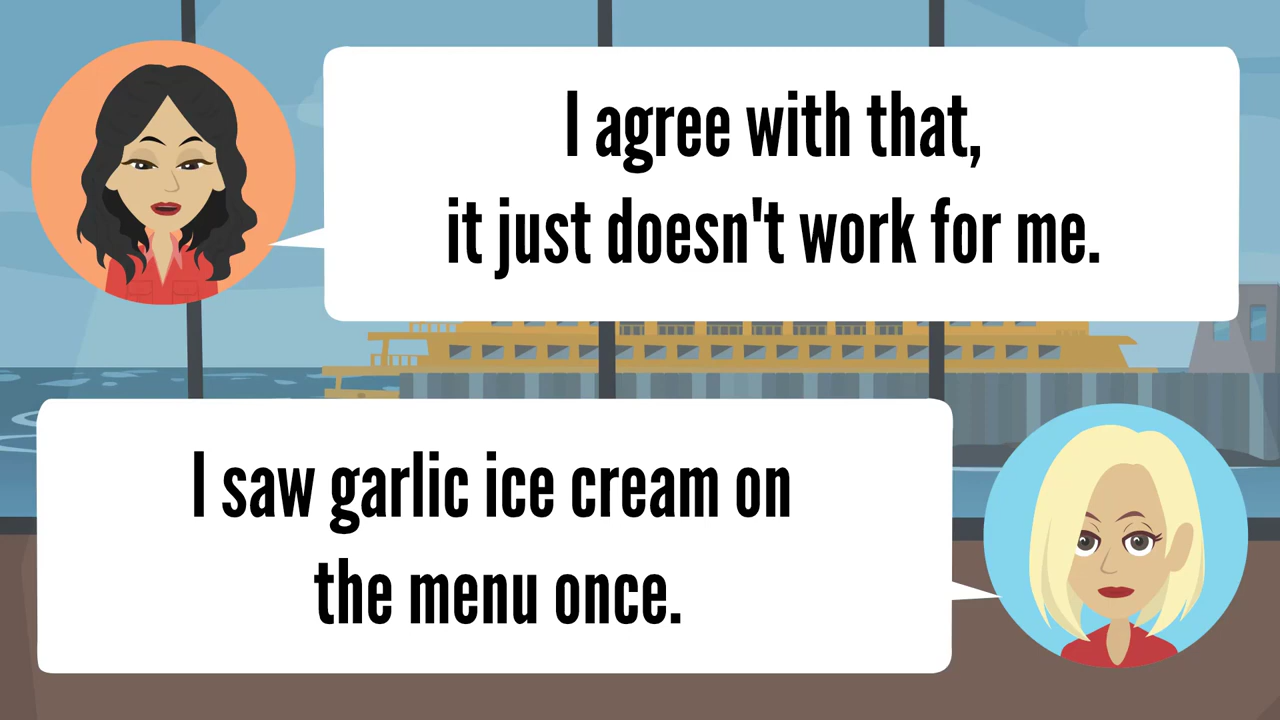 I agree with that,
it just doesn't work for me.
I saw garlic ice cream on
the menu once.